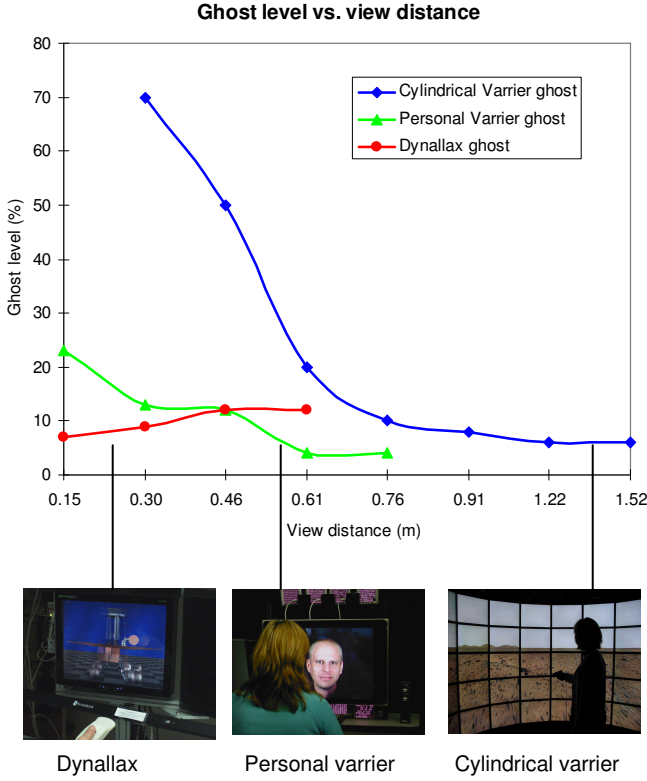 Ghost level vs. view distance
80
70
60
50
40
30
20
10
0
Ghost level (%)
Cylindrical Varrier ghost
Personal Varrier ghost
Dynallax ghost
0.15 0.30 0.46 0.61 0.76 0.91 1.22 1.52
View distance (m)
Dynallax Personal varrier Cylindrical varrier